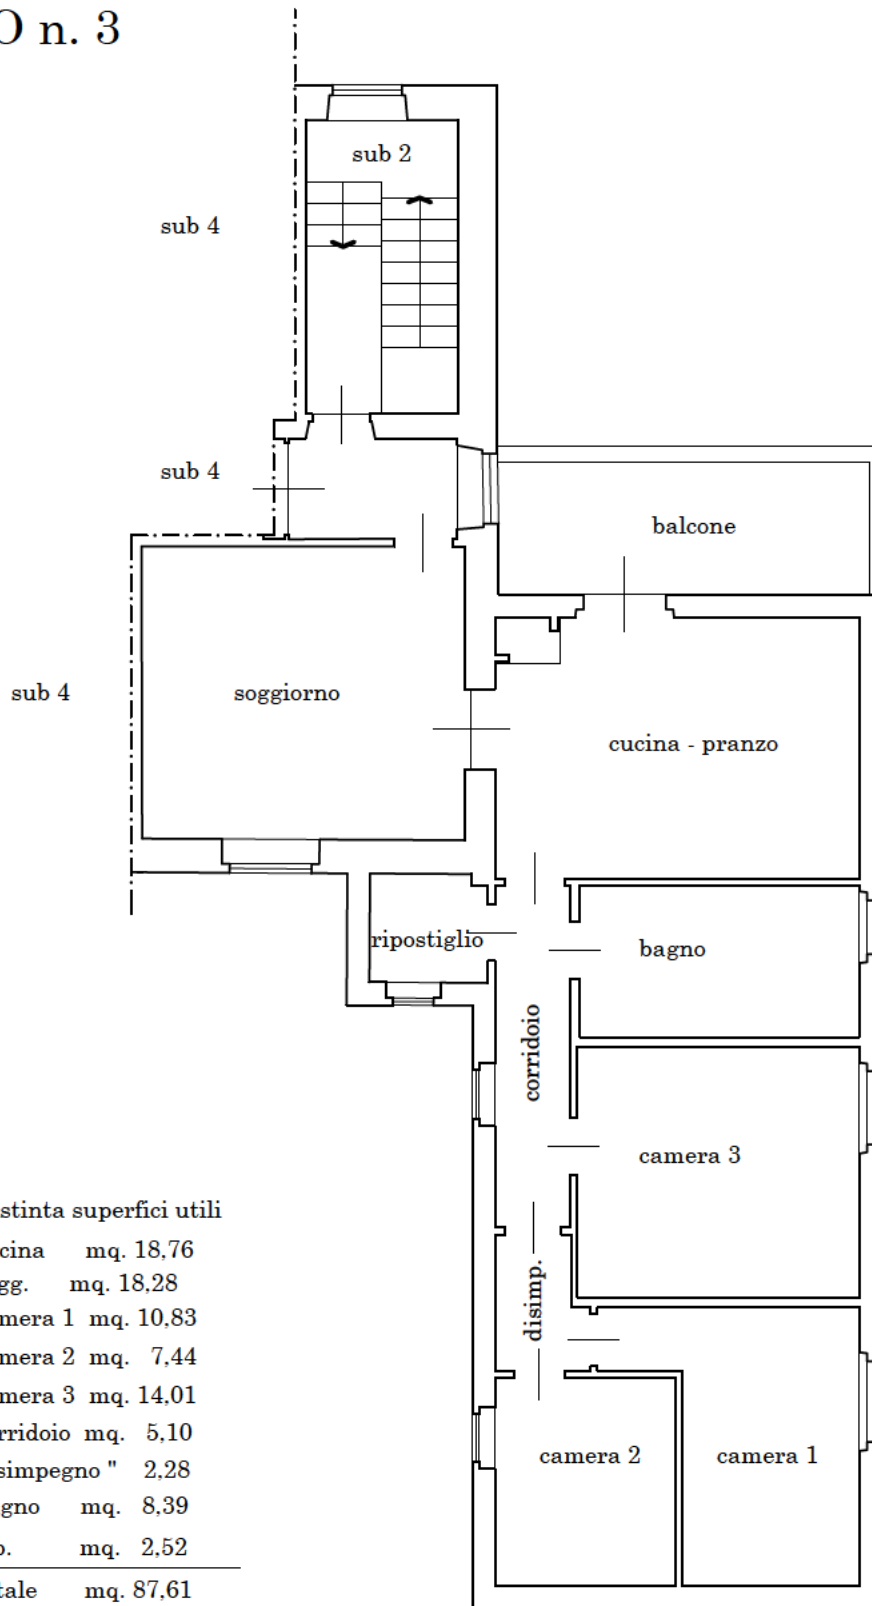 O n. 3
sub 2
sub 4
sub 4
balcone
sub 4
soggiorno
cucina - pranzo
ripostiglio
bagno
corridoio
camera 3
disimp.
camera 2
camera 1
stinta superfici utili
cina mq. 18,76
gg. mq. 18,28
mera 1 mq. 10,83
mera 2 mq. 7,44
mera 3 mq. 14,01
rridoio mq. 5,10
simpegno " 2,28
gno mq. 8,39
o. mq. 2,52
tale mq. 87,61